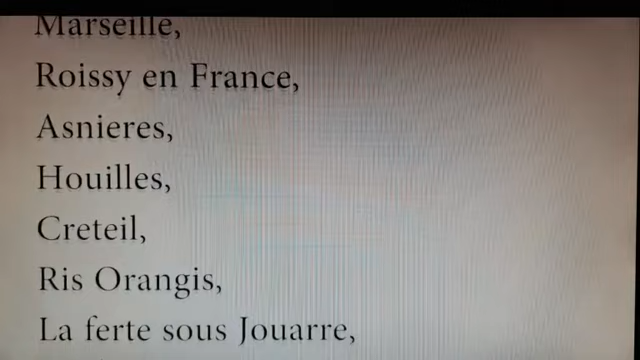 Marseille,
Roissy en France,
Asnieres,
Houilles,
Creteil,
Ris Orangis,
La ferte sous Jouarre,